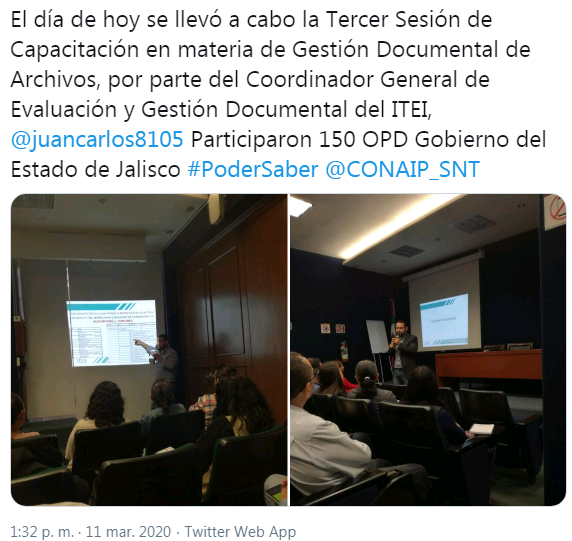 El día de hoy se llevó a cabo la Tercer Sesión de
Capacitación en materia de Gestión Documental de
Archivos, por parte del Coordinador General de
Evaluación y Gestión Documental del ITEI,
@juancarlos8105 Participaron 150 OPD Gobierno del
Estado de Jalisco #PoderSaber @CONAIP_SNT
1:32 p. m. · 11 mar. 2020 · Twitter Web App